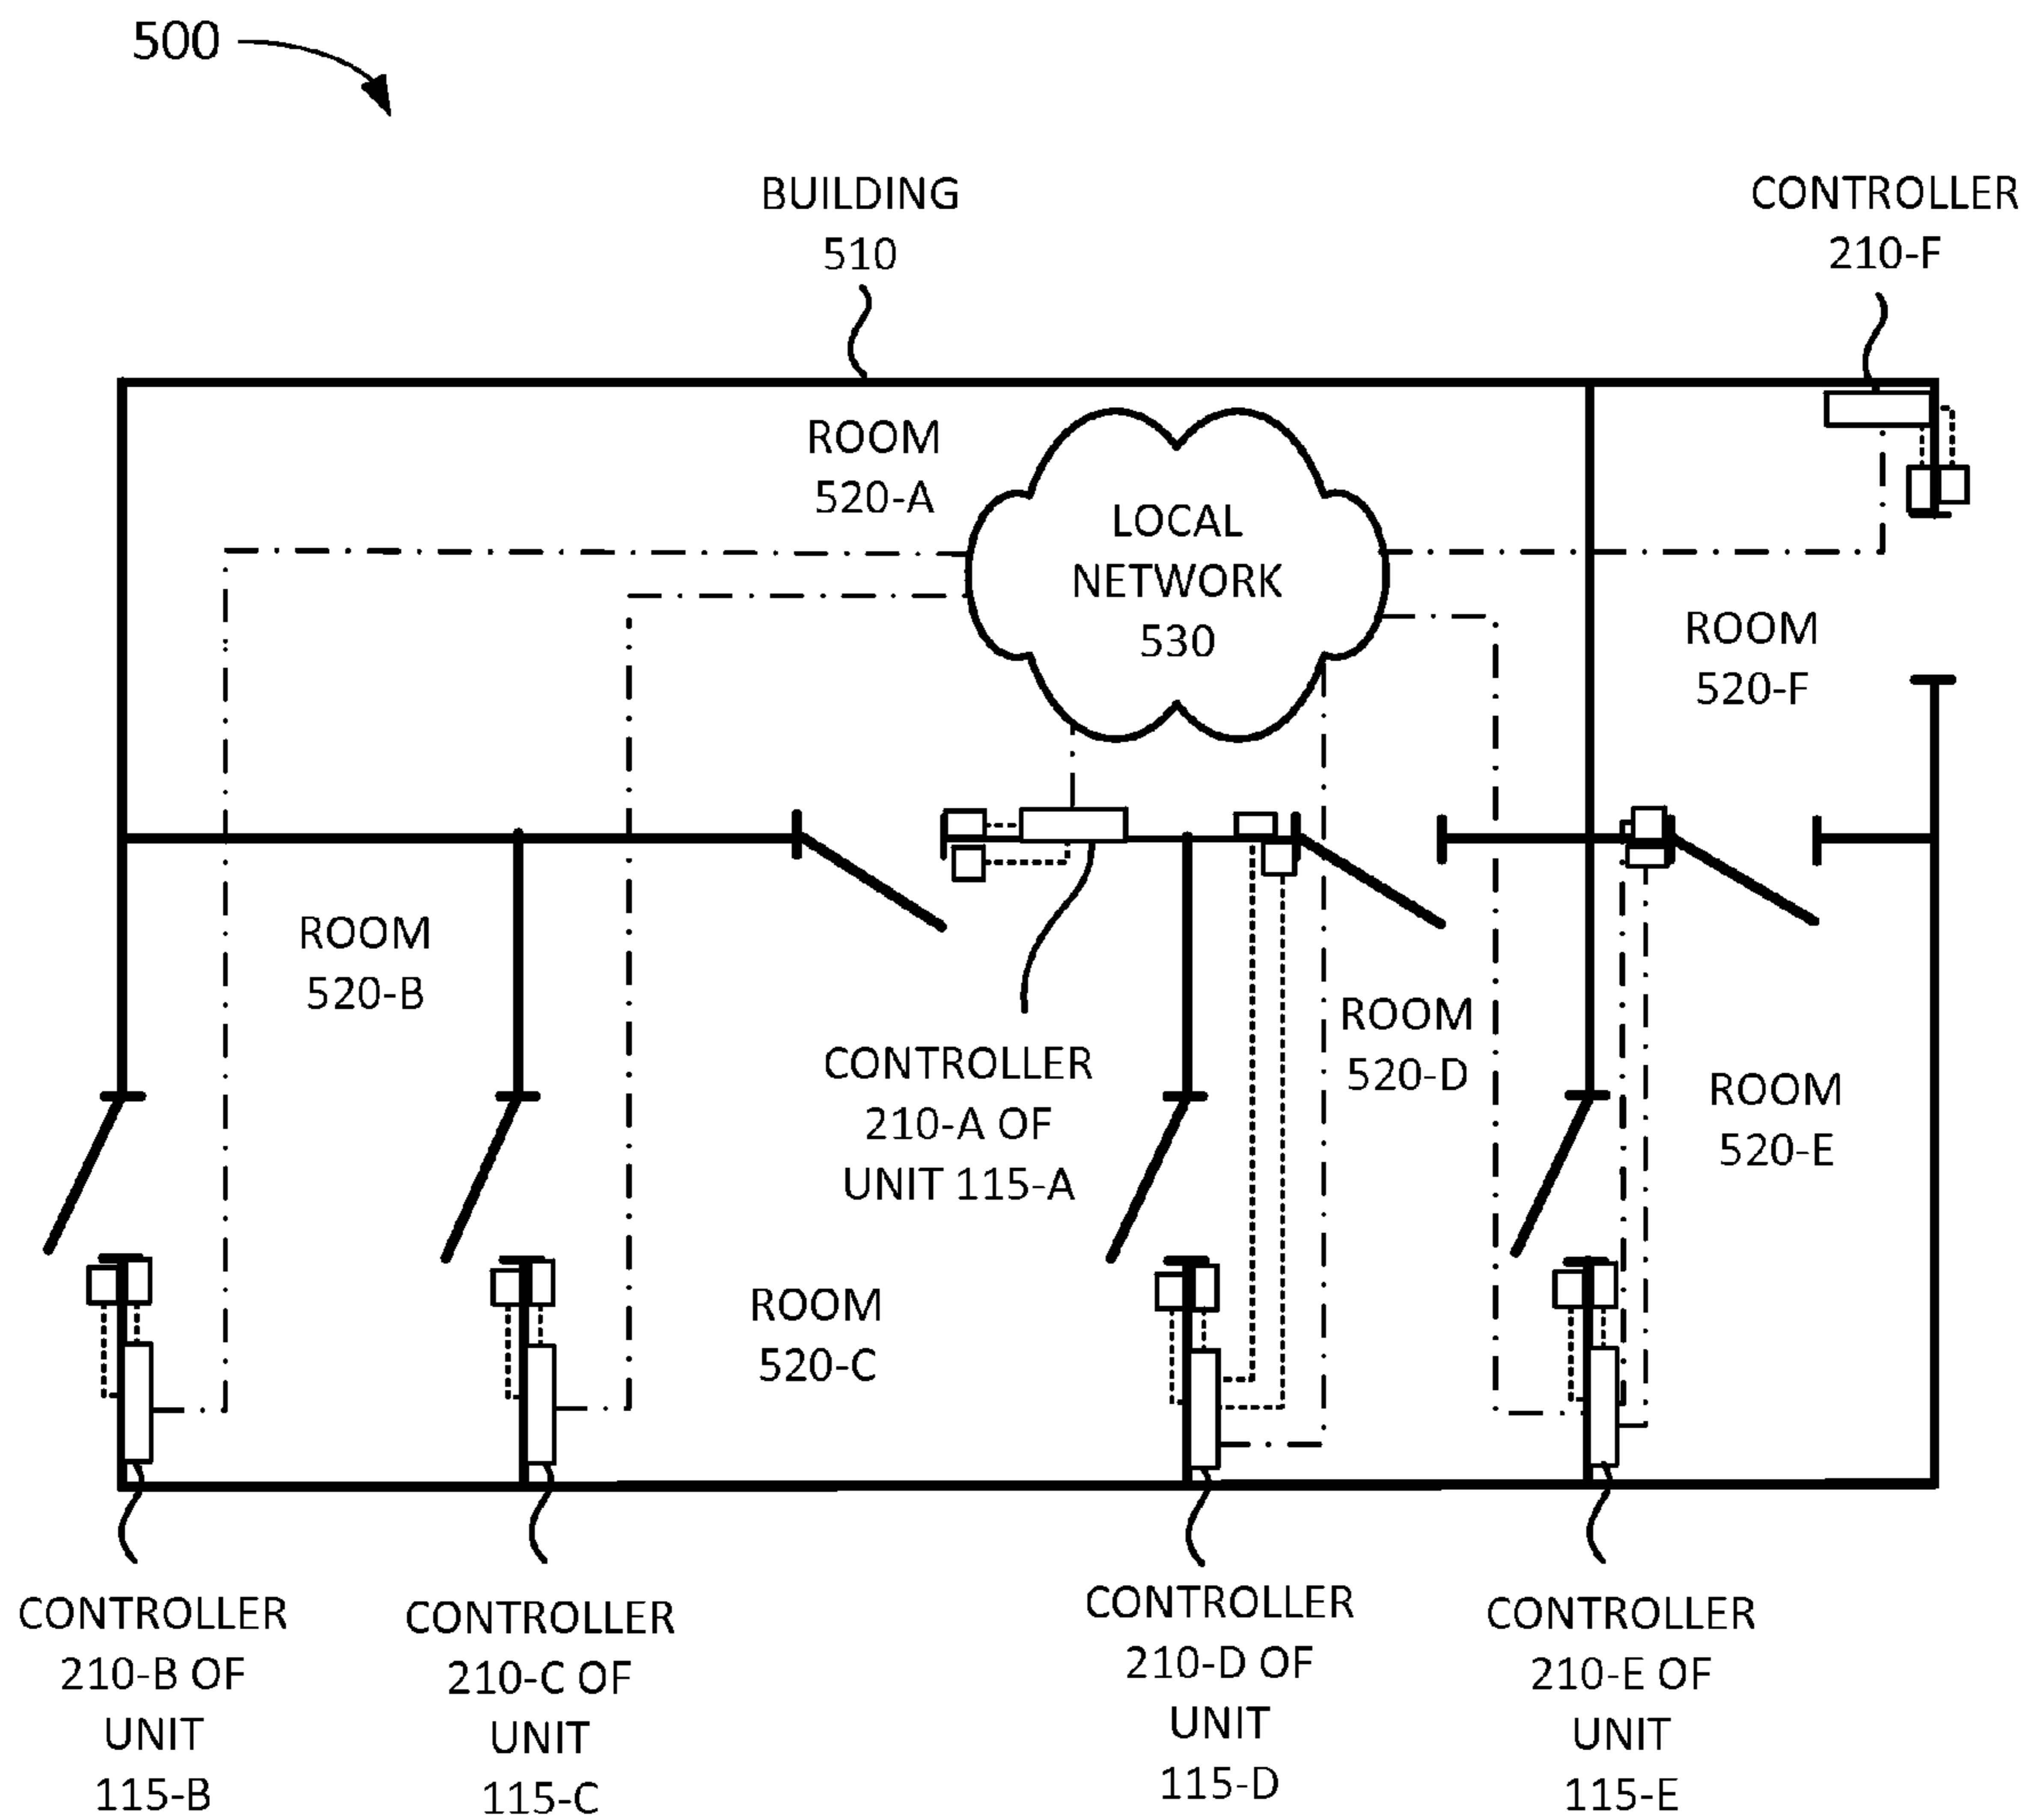 500
BUILDING
510
CONTROLLER
210-F
ROOM
520-A
LOCAL
NETWORK
530
ROOM
520-F
ROOM
520-B
ROOM
520-D
CONTROLLER
210-A OF
UNIT 115-A
ROOM
520-E
ROOM
520-C
CONTROLLER
210-B OF
UNIT
115-B
CONTROLLER
210-C OF
UNIT
115-C
CONTROLLER
210-D OF
UNIT
115-D
CONTROLLER
210-E OF
UNIT
115-E